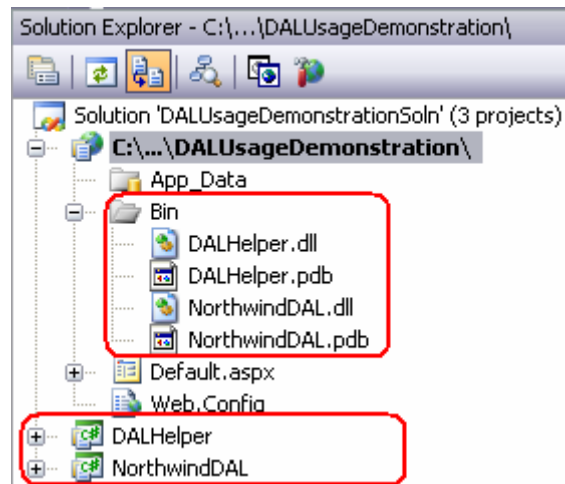 Solution Explorer - C:\...\DALUsageDemonstration\
Solution 'DALUsageDemonstrationSoln' (3 projects)
C:\...\DALUsageDemonstration\
App_Data
Bin
DALHelper.dll
DALHelper.pdb
NorthwindDAL.dll
NorthwindDAL.pdb
Default.aspx
Web.Config
DALHelper
NorthwindDAL